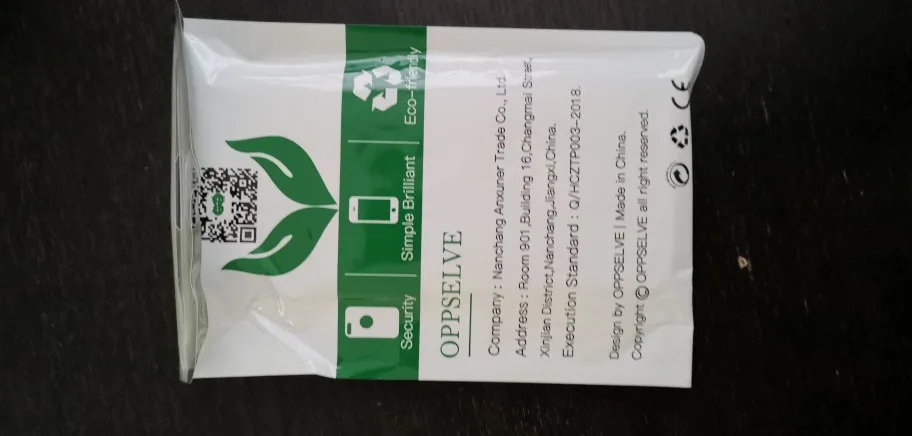 Security
Simple Brilliant
Eco-friendly
OPPSELVE
Company : Nanchang Anxuner Trade Co., Ltd.
Address : Room 901 ,Building 16,Changmai Street,
Xinjian District,Nanchang,Jiangxi,China.
Execution Standard : Q/HGZTP003-2018.
Design by OPPSELVE | Made in China.
Copyright © OPPSELVE all right reserved.
CE